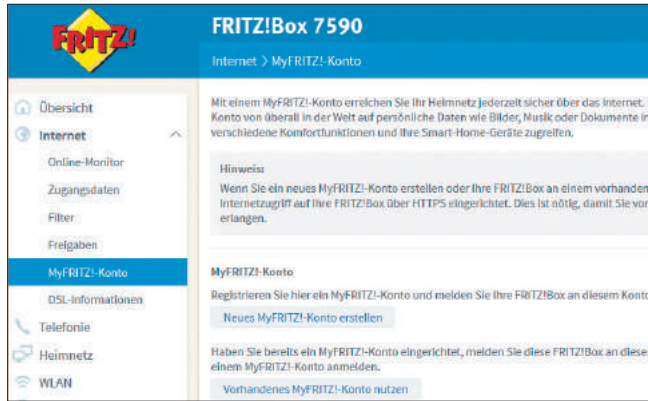 FRITZ!
FRITZ!Box 7590
Internet > MyFRITZ!-Konto
Übersicht
Internet
Online-Monitor
Zugangsdaten
Filter
Freigaben
MyFRITZ!-Konto
DSL-Informationen
Telefonie
Heimnetz
WLAN
Mit einem MyFRITZ!-Konto erreichen Sie Ihr Heimnetz jederzeit sicher über das Internet.
Konto von überall in der Welt auf persönliche Daten wie Bilder, Musik oder Dokumente in
verschiedene Komfortfunktionen und Ihre Smart-Home-Geräte zugreifen.
Hinweis:
Wenn Sie ein neues MyFRITZ!-Konto erstellen oder Ihre FRITZ!Box an einem vorhanden
Internetzugriff auf Ihre FRITZ!Box über HTTPS eingerichtet. Dies ist nötig, damit Sie vor
erlangen.
MyFRITZ!-Konto
Registrieren Sie hier ein MyFRITZ!-Konto und melden Sie Ihre FRITZ!Box an diesem Konto
Neues MyFRITZ!-Konto erstellen
Haben Sie bereits ein MyFRITZ!-Konto eingerichtet, melden Sie diese FRITZ!Box an diese
einem MyFRITZ!-Konto anmelden.
Vorhandenes MyFRITZ!-Konto nutzen